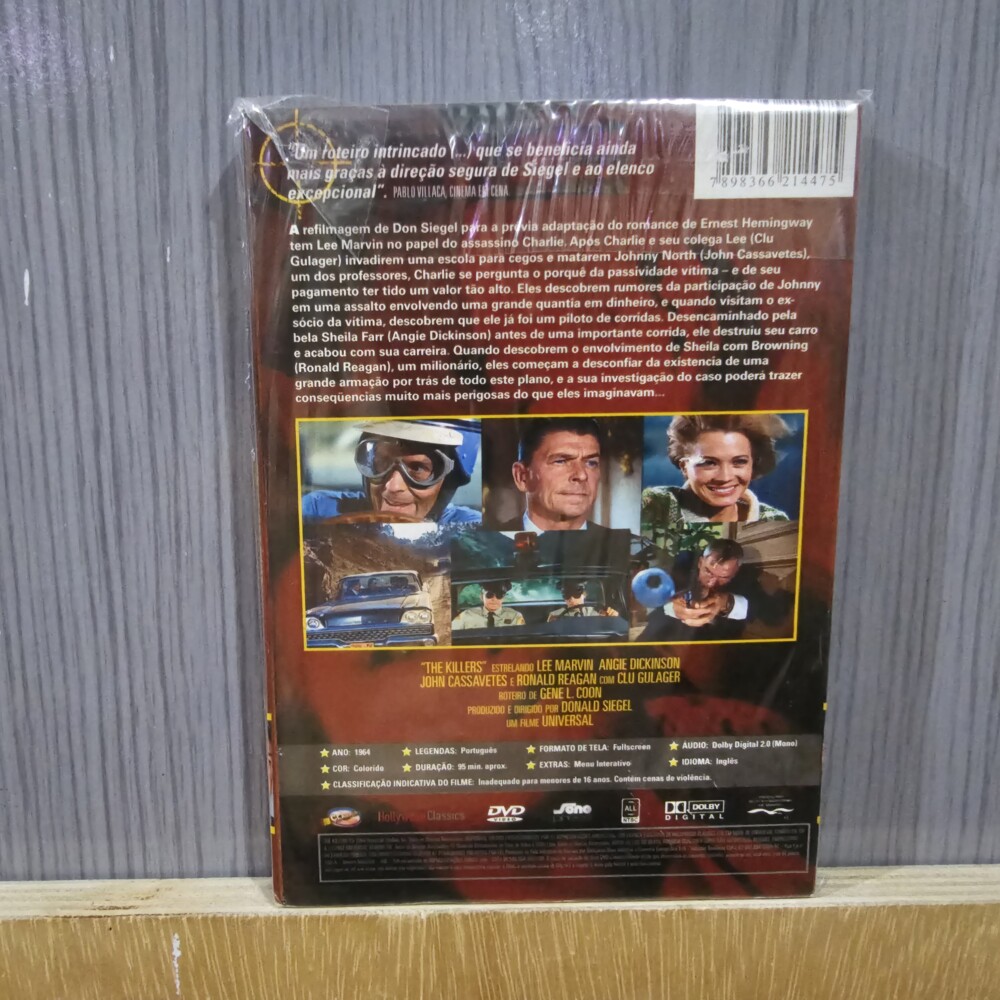 "Um roteiro intrincado (...) que se beneficia ainda
mais graças à direção segura de Siegel e ao elenco
excepcional". PABLO VILLAÇA, CINEMA EM CENA.
7 898366 214475
A refilmagem de Don Siegel para a prévia adaptação do romance de Ernest Hemingway
tem Lee Marvin no papel do assassino Charlie. Após Charlie e seu colega Lee (Clu
Gulager) invadirem uma escola para cegos e matarem Johnny North (John Cassavetes),
um dos professores, Charlie se pergunta o porquê da passividade vítima – e de seu
pagamento ter tido um valor tão alto. Eles descobrem rumores da participação de Johnny
em uma assalto envolvendo uma grande quantia em dinheiro, e quando visitam o ex-
sócio da vítima, descobrem que ele já foi um piloto de corridas. Desencaminhado pela
bela Sheila Farr (Angie Dickinson) antes de uma importante corrida, ele destruiu seu carro
e acabou com sua carreira. Quando descobrem o envolvimento de Sheila com Browning
(Ronald Reagan), um milionário, eles começam a desconfiar da existencia de uma
grande armação por trás de todo este plano, e a sua investigação do caso poderá trazer
conseqüencias muito mais perigosas do que eles imaginavam...
"THE KILLERS" ESTRELANDO LEE MARVIN ANGIE DICKINSON
JOHN CASSAVETES E RONALD REAGAN COM CLU GULAGER
ROTEIRO DE GENE L. COON
PRODUZIDO E DIRIGIDO POR DONALD SIEGEL
UM FILME UNIVERSAL
ANO: 1964 LEGENDAS: Português FORMATO DE TELA: Fullscreen ÁUDIO: Dolby Digital 2.0 (Mono)
COR: Colorido DURAÇÃO: 95 min. aprox. EXTRAS: Menu Interativo IDIOMA: Inglês
CLASSIFICAÇÃO INDICATIVA DO FILME: Inadequado para menores de 16 anos. Contém cenas de violência.
Hollywood Classics DVD VIDEO Sono ALL NTSC DOLBY DIGITAL